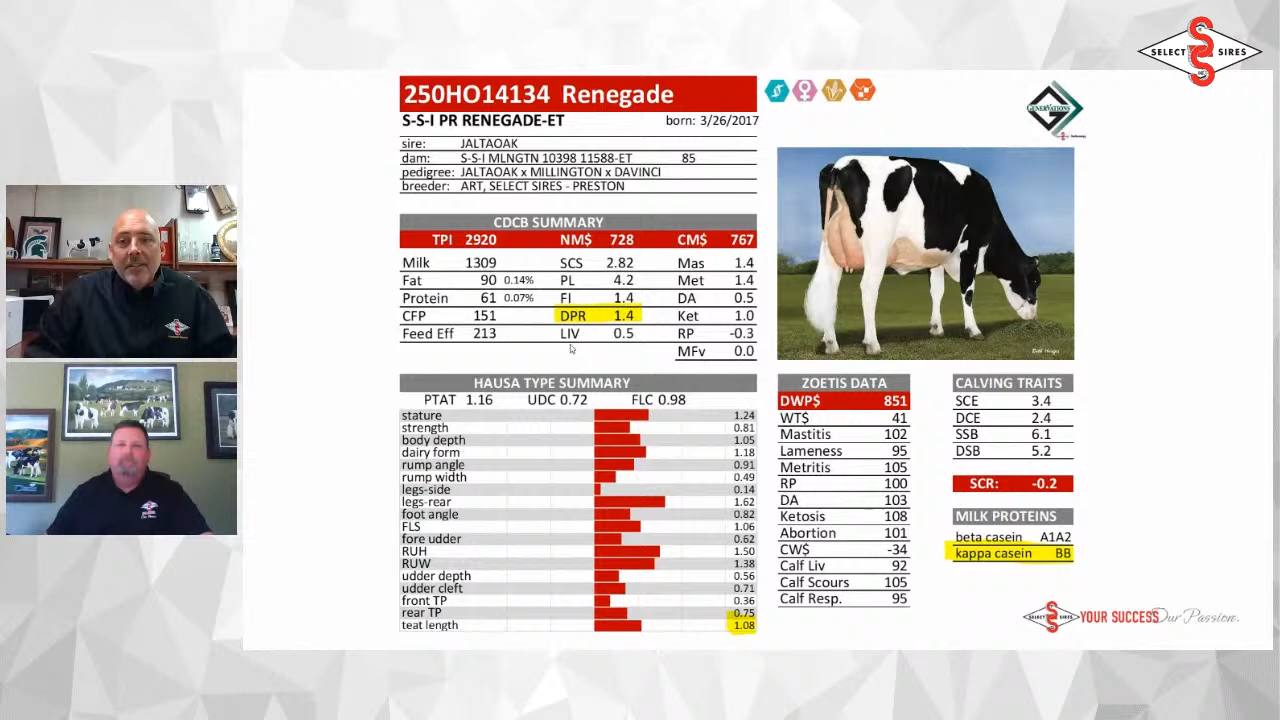 SELECT SIRES
250HO14134 Renegade
S-S-I PR RENEGADE-ET born: 3/26/2017
sire: JALTAOAK
dam: S-S-I MLNGTN 10398 11588-ET 85
pedigree: JALTAOAK x MILLINGTON x DAVINCI
breeder: ART, SELECT SIRES - PRESTON
GENERVATIONS
CDCB SUMMARY
TPI 2920 NM$ 728 CM$ 767
Milk 1309 SCS 2.82 Mas 1.4
Fat 90 0.14% PL 4.2 Met 1.4
Protein 61 0.07% FI 1.4 DA 0.5
CFP 151 DPR 1.4 Ket 1.0
Feed Eff 213 LIV 0.5 RP -0.3
MFv 0.0
HAUSA TYPE SUMMARY
PTAT 1.16 UDC 0.72 FLC 0.98
stature 1.24
strength 0.81
body depth 1.05
dairy form 1.18
rump angle 0.91
rump width 0.49
legs-side 0.14
legs-rear 1.62
foot angle 0.82
FLS 1.06
fore udder 0.62
RUH 1.50
RUW 1.38
udder depth 0.56
udder cleft 0.71
front TP 0.36
rear TP 0.75
teat length 1.08
ZOETIS DATA
DWP$ 851
WT$ 41
Mastitis 102
Lameness 95
Metritis 105
RP 100
DA 103
Ketosis 108
Abortion 101
CW$ -34
Calf Liv 92
Calf Scours 105
Calf Resp. 95
CALVING TRAITS
SCE 3.4
DCE 2.4
SSB 6.1
DSB 5.2
SCR: -0.2
MILK PROTEINS
beta casein A1A2
kappa casein BB
SELECT SIRES YOUR SUCCESS Our Passion.